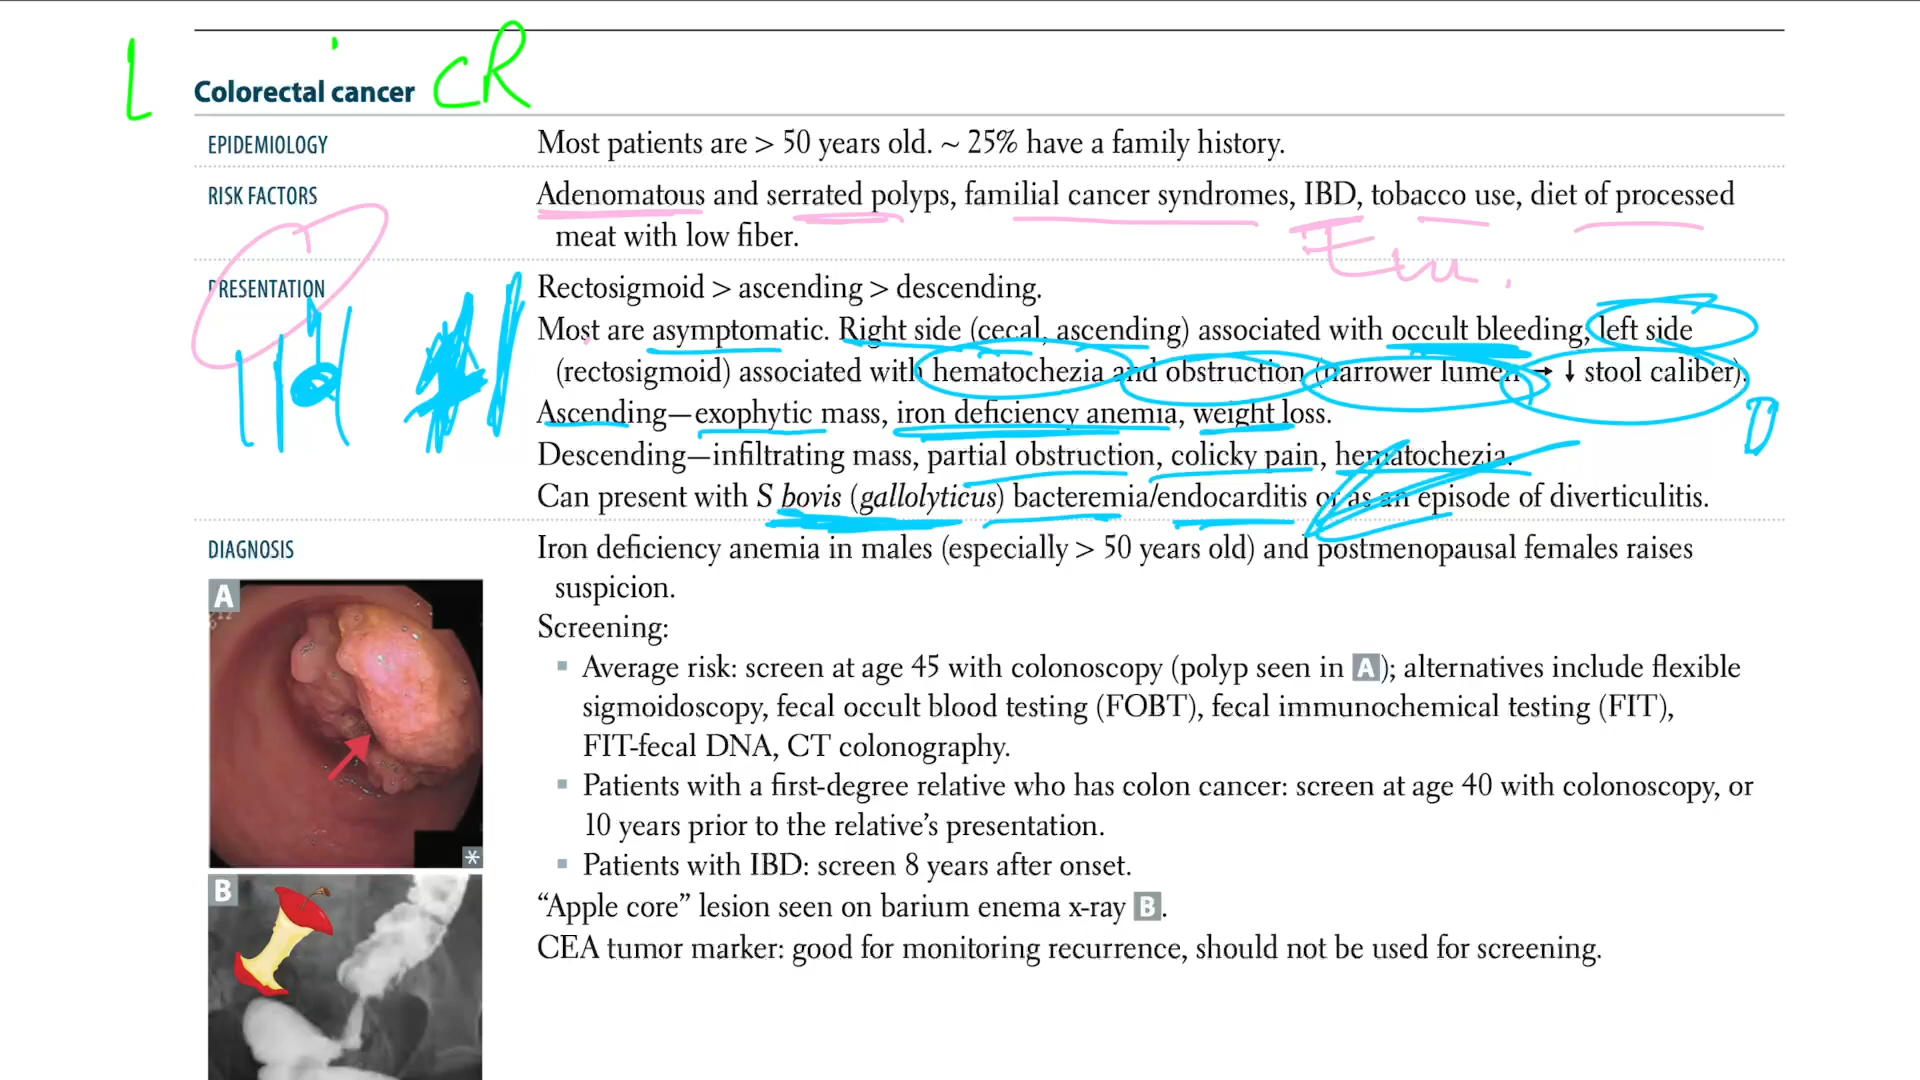 L
Colorectal cancer CR
EPIDEMIOLOGY Most patients are > 50 years old. ~ 25% have a family history.
RISK FACTORS Adenomatous and serrated polyps, familial cancer syndromes, IBD, tobacco use, diet of processed
meat with low fiber.
PRESENTATION Rectosigmoid > ascending > descending.
Most are asymptomatic. Right side (cecal, ascending) associated with occult bleeding, left side
(rectosigmoid) associated with hematochezia and obstruction (narrower lumen → ↓ stool caliber).
Ascending—exophytic mass, iron deficiency anemia, weight loss.
Descending—infiltrating mass, partial obstruction, colicky pain, hematochezia.
Can present with S bovis (gallolyticus) bacteremia/endocarditis or as an episode of diverticulitis.
DIAGNOSIS Iron deficiency anemia in males (especially > 50 years old) and postmenopausal females raises
suspicion.
Screening:
▪ Average risk: screen at age 45 with colonoscopy (polyp seen in A); alternatives include flexible
sigmoidoscopy, fecal occult blood testing (FOBT), fecal immunochemical testing (FIT),
FIT-fecal DNA, CT colonography.
▪ Patients with a first-degree relative who has colon cancer: screen at age 40 with colonoscopy, or
10 years prior to the relative's presentation.
▪ Patients with IBD: screen 8 years after onset.
"Apple core" lesion seen on barium enema x-ray B.
CEA tumor marker: good for monitoring recurrence, should not be used for screening.
A
B